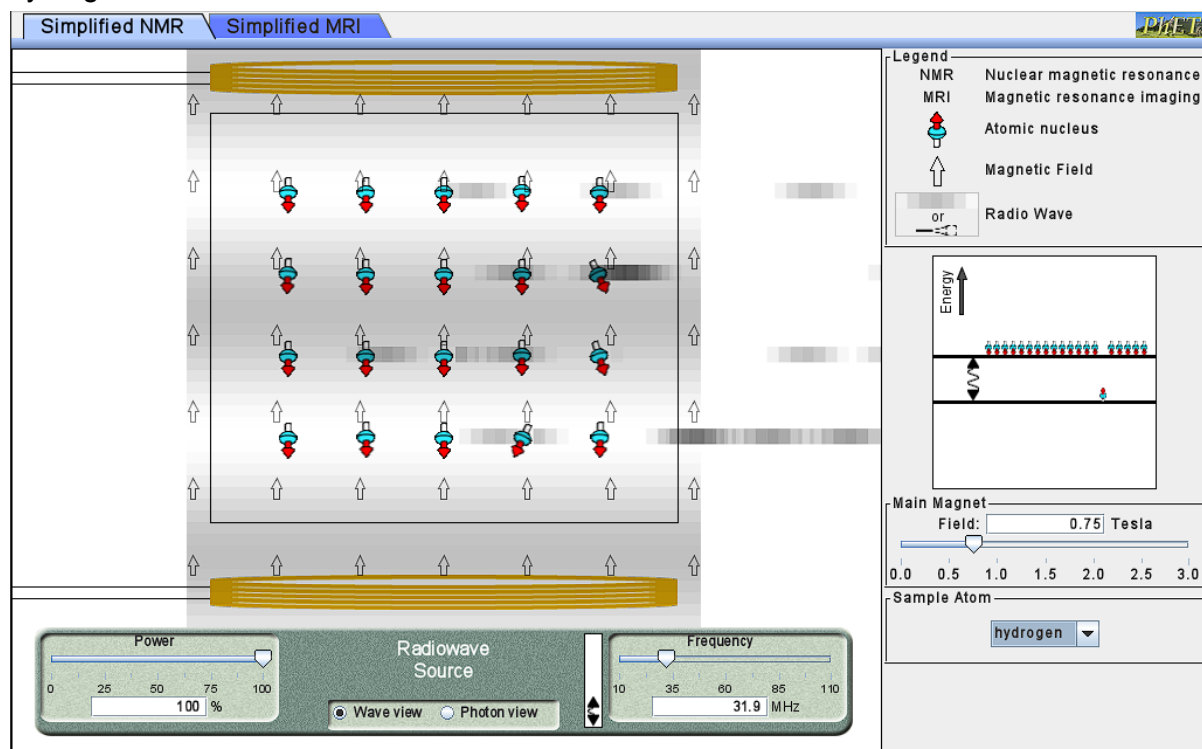 Simplified NMR
Simplified MRI
PhET
Legend
NMR Nuclear magnetic resonance
MRI Magnetic resonance imaging
Atomic nucleus
Magnetic Field
or
Radio Wave
Energy
Main Magnet
Field: 0.75 Tesla
0.0 0.5 1.0 1.5 2.0 2.5 3.0
Sample Atom
hydrogen
Power
0 25 50 75 100
100 %
Radiowave
Source
Wave view Photon view
Frequency
10 35 60 85 110
31.9 MHz